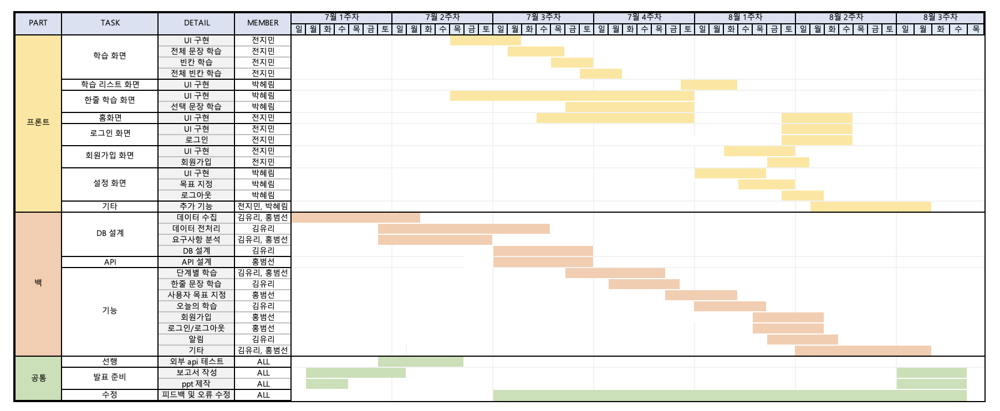 PART TASK DETAIL MEMBER 7월 1주차 7월 2주차 7월 3주차 7월 4주차 8월 1주차 8월 2주차 8월 3주차
일 월 화 수 목 금 토 일 월 화 수 목 금 토 일 월 화 수 목 금 토 일 월 화 수 목 금 토 일 월 화 수 목 금 토 일 월 화 수 목 금 토 일 월 화 수 목
프론트 학습 화면 UI 구현 전지민
전체 문장 학습 전지민
빈칸 학습 전지민
전체 빈칸 학습 전지민
학습 리스트 화면 UI 구현 박헤림
한줄 학습 화면 UI 구현 박혜림
선택 문장 학습 박혜림
홈화면 UI 구현 전지민
로그인 화면 UI 구현 전지민
로그인 전지민
회원가입 화면 UI 구현 전지민
회원가입 전지민
설정 화면 UI 구현 박혜림
목표 지정 박혜림
로그아웃 박혜림
기타 추가 기능 전지민, 박혜림
백 DB 설계 데이터 수집 김유리, 홍범선
데이터 전처리 김유리
요구사항 분석 김유리, 홍범선
DB 설계 김유리
API API 설계 홍범선
기능 단계별 학습 김유리, 홍범선
한줄 문장 학습 김유리
사용자 목표 지정 홍범선
오늘의 학습 김유리
회원가입 홍범선
로그인/로그아웃 홍범선
알림 김유리
기타 김유리, 홍범선
공통 선행 외부 api 테스트 ALL
발표 준비 보고서 작성 ALL
ppt 제작 ALL
수정 피드백 및 오류 수정 ALL